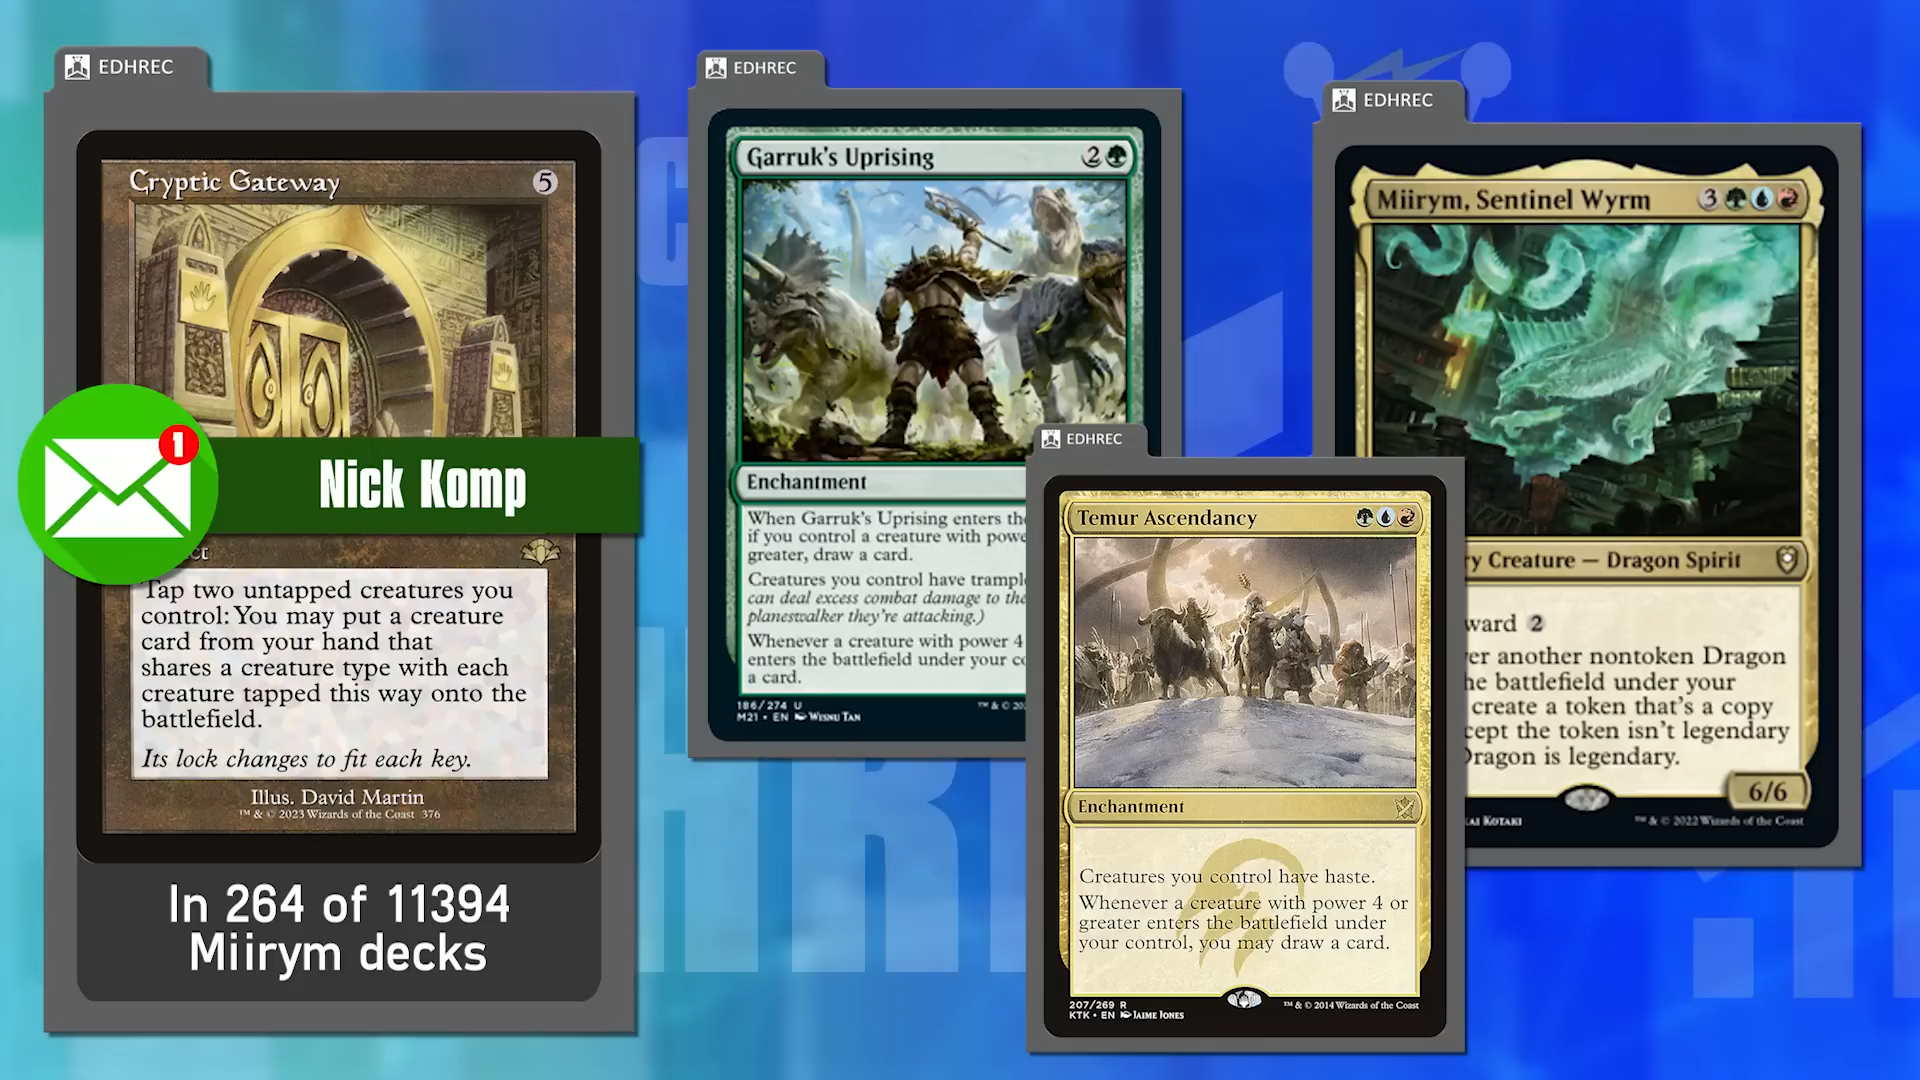 EDHREC
Cryptic Gateway 5
1
Nick Komp
Tap two untapped creatures you
control: You may put a creature
card from your hand that
shares a creature type with each
creature tapped this way onto the
battlefield.
Its lock changes to fit each key.
Illus. David Martin
™ & © 2023 Wizards of the Coast 376
In 264 of 11394
Miirym decks
EDHREC
Garruk's Uprising 2
Enchantment
When Garruk's Uprising enters the
if you control a creature with powe
greater, draw a card.
Creatures you control have trampl
can deal excess combat damage to the
planeswalker they're attacking.)
Whenever a creature with power 4
enters the battlefield under your co
a card.
186/274 U
M21 • EN Wisnu Tan
™ & © 20
EDHREC
Temur Ascendancy
Enchantment
Creatures you control have haste.
Whenever a creature with power 4 or
greater enters the battlefield under
your control, you may draw a card.
207/269 R
KTK • EN Jaime Jones
™ & © 2014 Wizards of the Coast
EDHREC
Miirym, Sentinel Wyrm 3
ry Creature — Dragon Spirit
ward 2
er another nontoken Dragon
he battlefield under your
create a token that's a copy
cept the token isn't legendary
Dragon is legendary.
6/6
AI KOTAKI
™ & © 2022 Wizards of the Coast